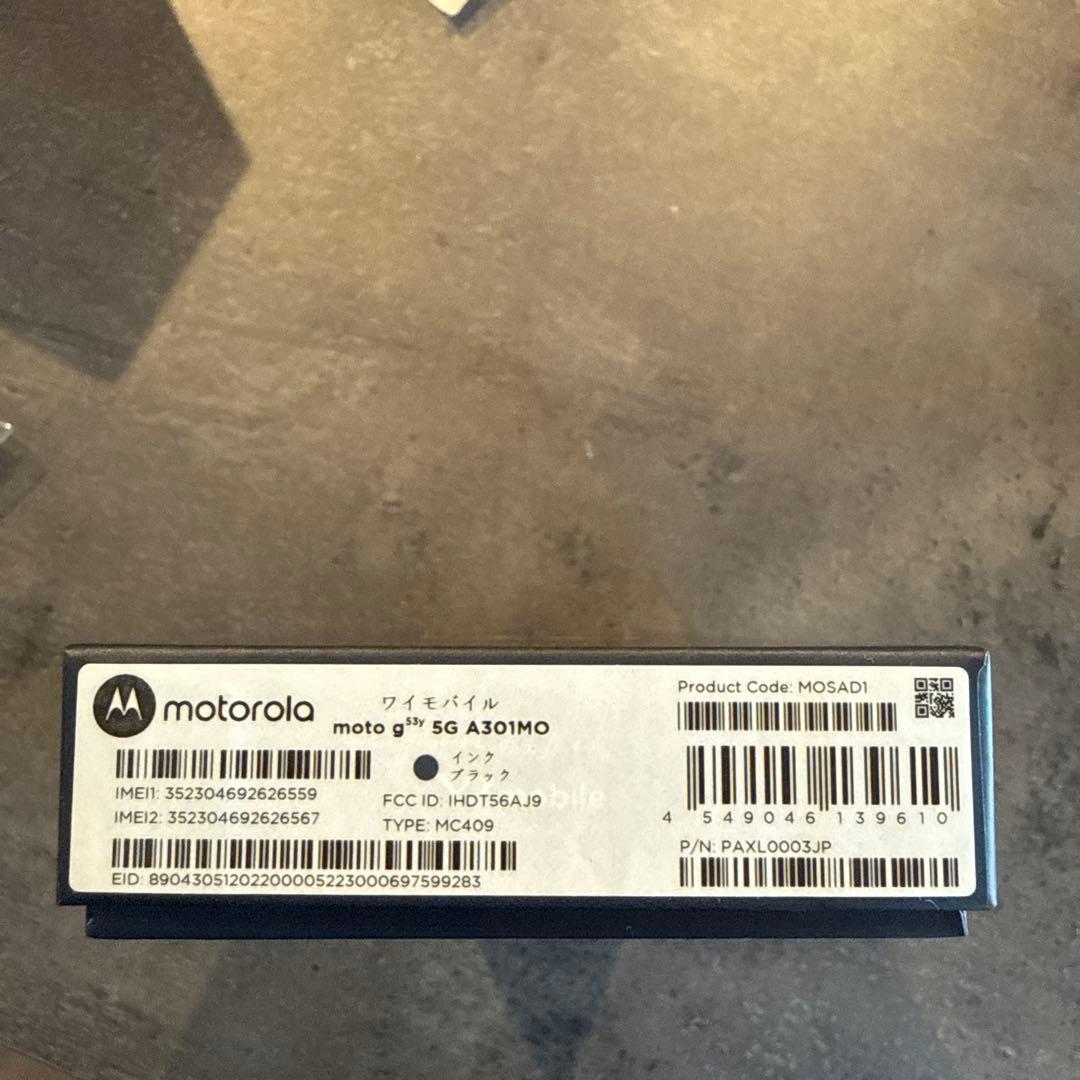 motorola
ワイモバイル
moto g53y 5G A301MO
インク
ブラック
IMEI1: 352304692626559
IMEI2: 352304692626567
FCC ID: IHDT56AJ9
TYPE: MC409
EID: 89043051202200005223000697599283
Product Code: MOSAD1
4 549046 139610
P/N: PAXL0003JP